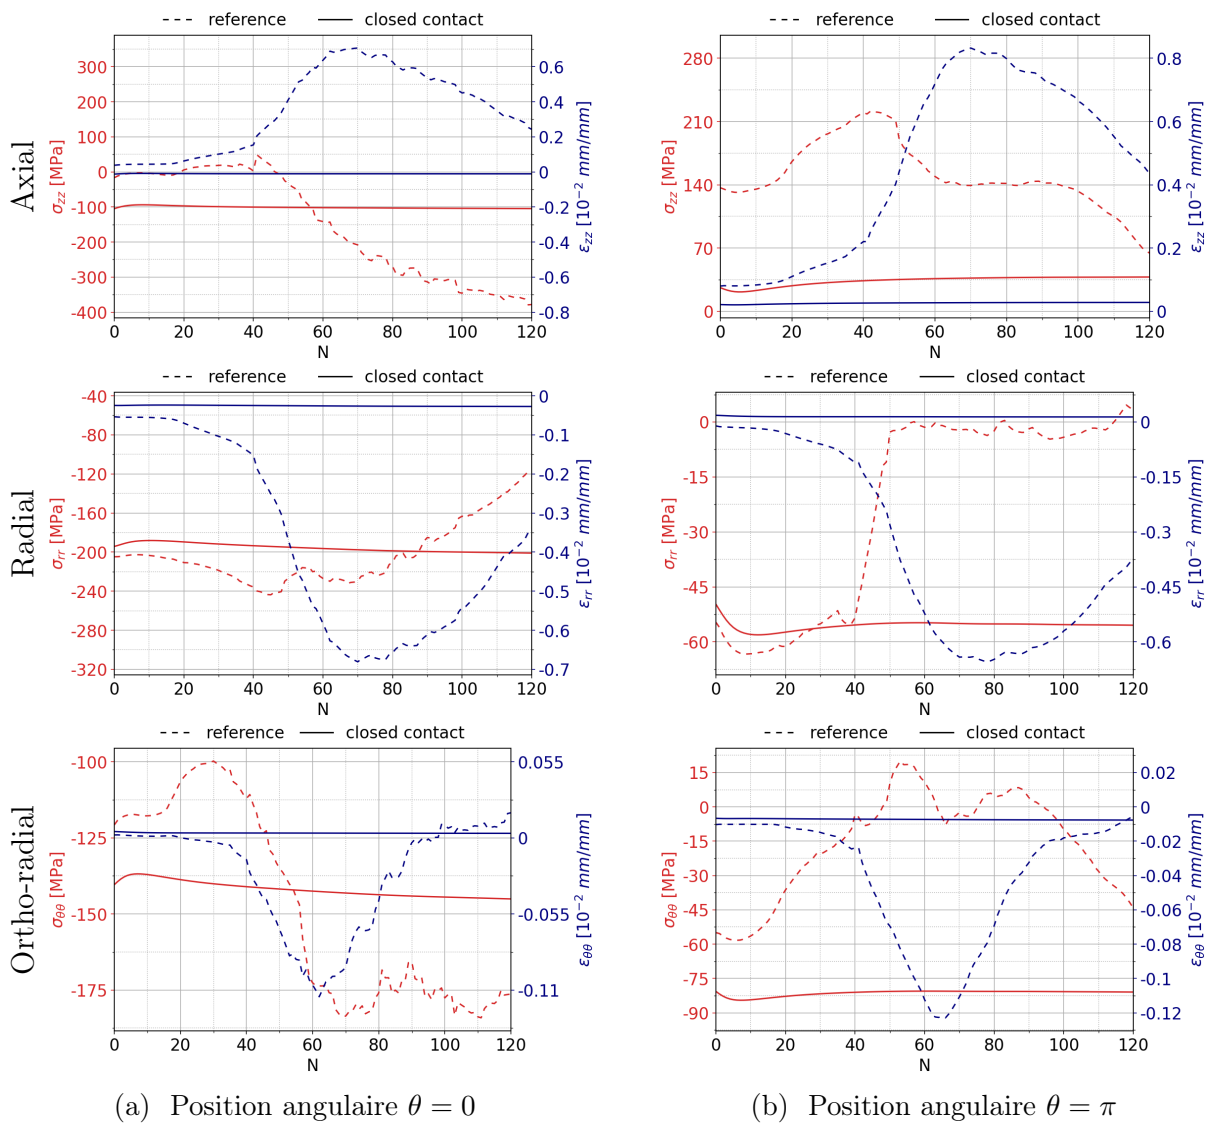 reference closed contact
reference closed contact
Axial
σzz [MPa]
300
200
100
0
-100
-200
-300
-400
0.6
0.4
0.2
0
-0.2
-0.4
-0.6
-0.8
εzz [10⁻² mm/mm]
0 20 40 60 80 100 120
N
σzz [MPa]
280
210
140
70
0
0.8
0.6
0.4
0.2
0
εzz [10⁻² mm/mm]
0 20 40 60 80 100 120
N
reference closed contact
reference closed contact
Radial
σrr [MPa]
-40
-80
-120
-160
-200
-240
-280
-320
0
-0.1
-0.2
-0.3
-0.4
-0.5
-0.6
-0.7
εrr [10⁻² mm/mm]
0 20 40 60 80 100 120
N
σrr [MPa]
0
-15
-30
-45
-60
0
-0.15
-0.3
-0.45
-0.6
εrr [10⁻² mm/mm]
0 20 40 60 80 100 120
N
reference closed contact
reference closed contact
Ortho-radial
σθθ [MPa]
-100
-125
-150
-175
0.055
0
-0.055
-0.11
εθθ [10⁻² mm/mm]
0 20 40 60 80 100 120
N
σθθ [MPa]
15
0
-15
-30
-45
-60
-75
-90
0.02
0
-0.02
-0.04
-0.06
-0.08
-0.1
-0.12
εθθ [10⁻² mm/mm]
0 20 40 60 80 100 120
N
(a) Position angulaire θ = 0
(b) Position angulaire θ = π